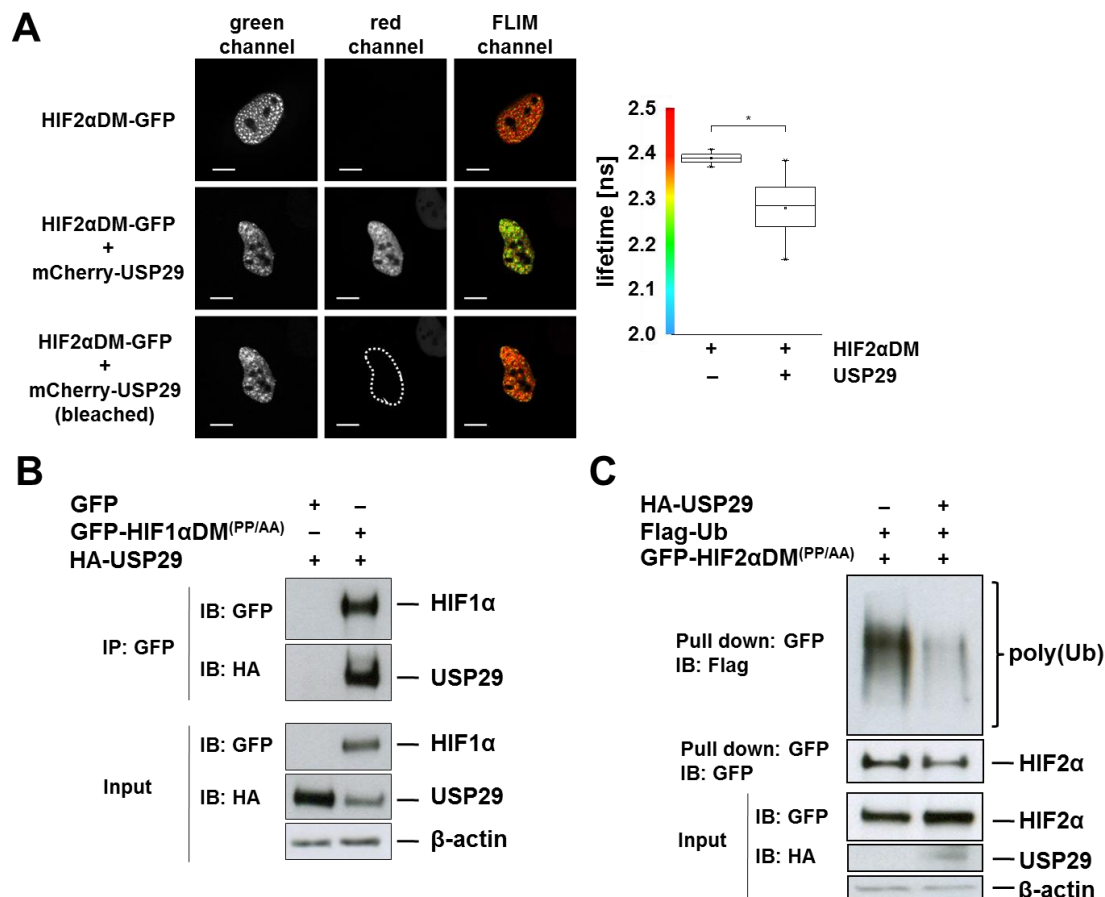 A
green channel
red channel
FLIM channel
HIF2αDM-GFP
HIF2αDM-GFP
+
mCherry-USP29
HIF2αDM-GFP
+
mCherry-USP29
(bleached)
lifetime [ns]
2.5
2.4
2.3
2.2
2.1
2.0
*
+ + HIF2αDM
– + USP29
B
GFP + –
GFP-HIF1αDM(PP/AA) – +
HA-USP29 + +
IP: GFP
IB: GFP — HIF1α
IB: HA — USP29
Input
IB: GFP — HIF1α
IB: HA — USP29
— β-actin
C
HA-USP29 – +
Flag-Ub + +
GFP-HIF2αDM(PP/AA) + +
Pull down: GFP
IB: Flag
poly(Ub)
Pull down: GFP
IB: GFP
— HIF2α
Input
IB: GFP — HIF2α
IB: HA — USP29
— β-actin